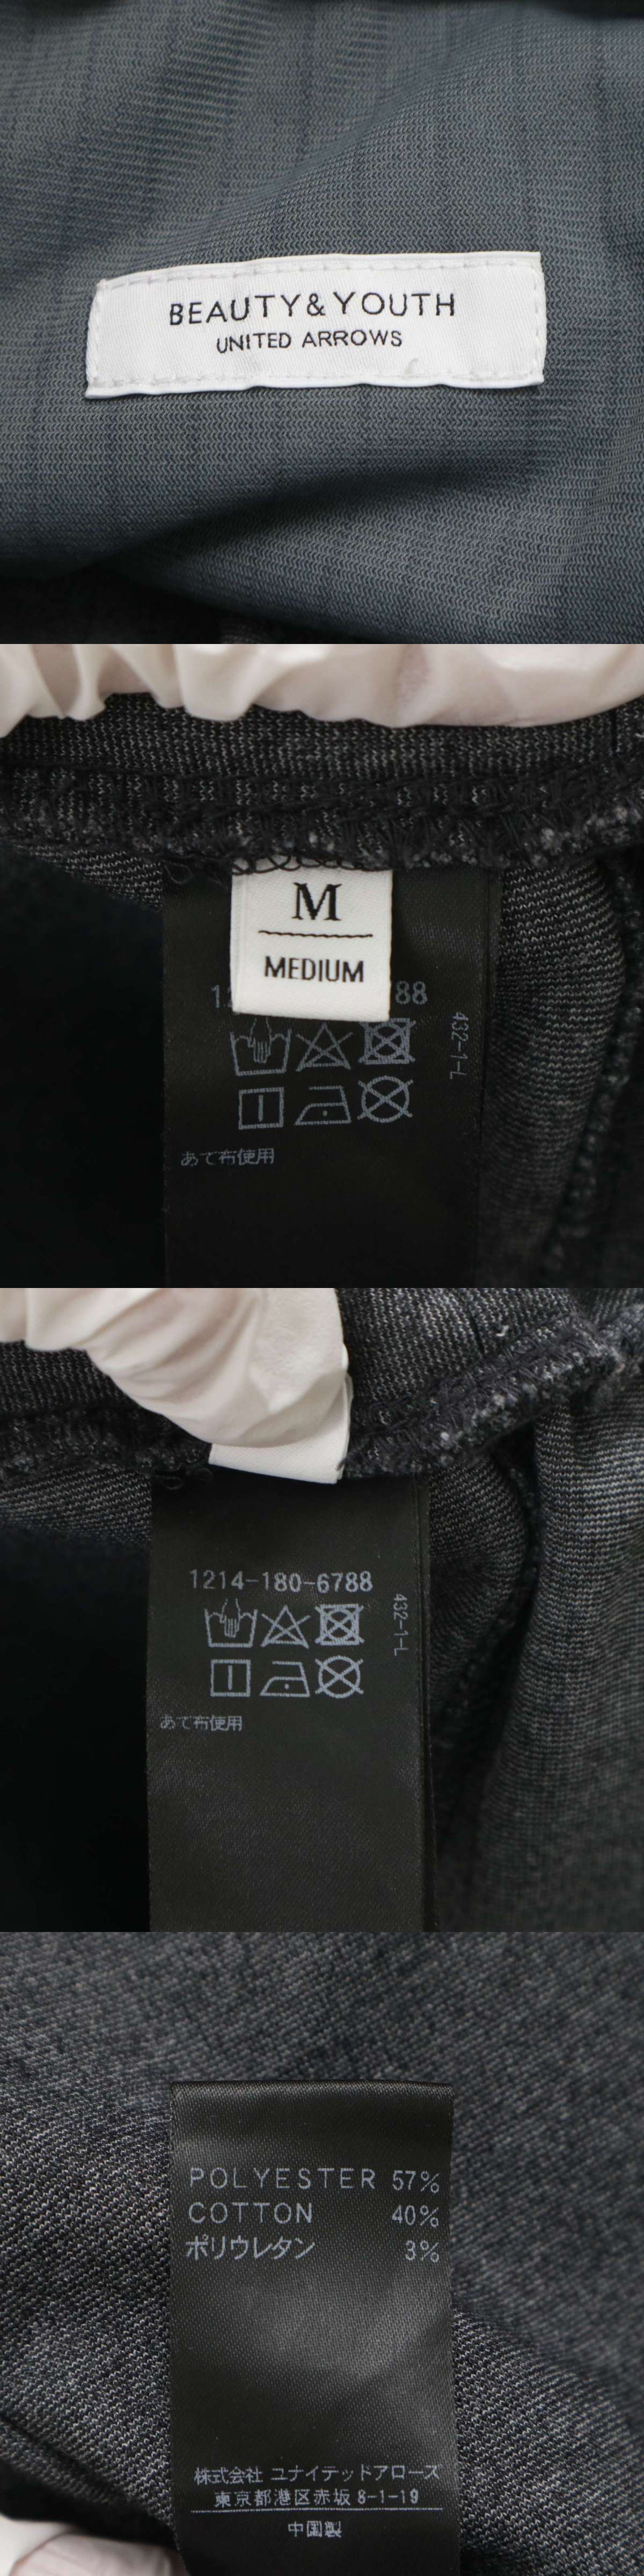 BEAUTY&YOUTH
UNITED ARROWS
M
MEDIUM
88
432-1-L
あて布使用
1214-180-6788
432-1-L
あて布使用
POLYESTER 57%
COTTON 40%
ポリウレタン 3%
株式会社 ユナイテッドアローズ
東京都港区赤坂 8-1-19
中国製